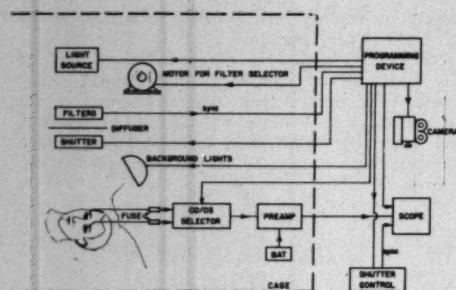 LIGHT
SOURCE
MOTOR FOR FILTER SELECTOR
PROGRAMMING
DEVICE
FILTERS
sync
DIFFUSER
SHUTTER
CAMERA
BACKGROUND LIGHTS
FUSE
OD/OS
SELECTOR
PREAMP
SCOPE
BAT
sync
CASE
SHUTTER
CONTROL